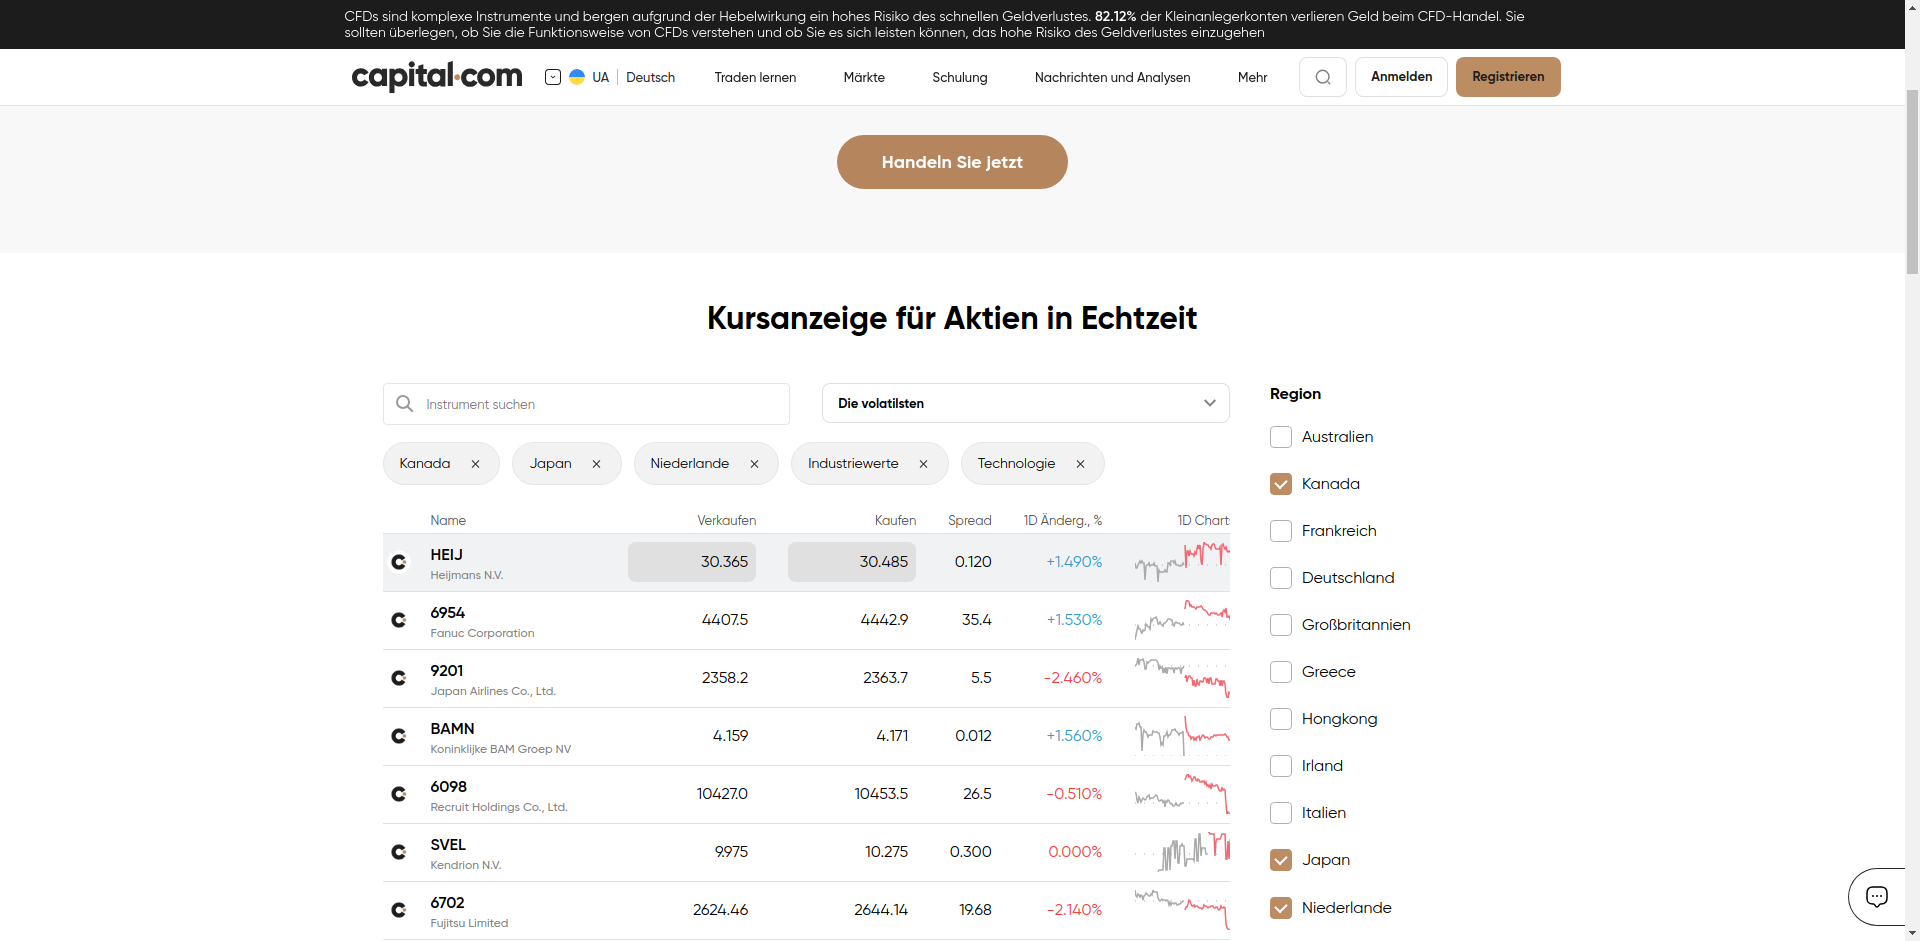 CFDs sind komplexe Instrumente und bergen aufgrund der Hebelwirkung ein hohes Risiko des schnellen Geldverlustes. 82.12% der Kleinanlegerkonten verlieren Geld beim CFD-Handel. Sie
sollten überlegen, ob Sie die Funktionsweise von CFDs verstehen und ob Sie es sich leisten können, das hohe Risiko des Geldverlustes einzugehen
capital.com UA Deutsch Traden lernen Märkte Schulung Nachrichten und Analysen Mehr Anmelden Registrieren
Handeln Sie jetzt
Kursanzeige für Aktien in Echtzeit
Instrument suchen
Die volatilsten
Kanada Japan Niederlande Industriewerte Technologie
Name Verkaufen Kaufen Spread 1D Änderg., % 1D Chart
HEIJ
Heijmans N.V.
30.365 30.485 0.120 +1.490%
6954
Fanuc Corporation
4407.5 4442.9 35.4 +1.530%
9201
Japan Airlines Co., Ltd.
2358.2 2363.7 5.5 -2.460%
BAMN
Koninklijke BAM Groep NV
4.159 4.171 0.012 +1.560%
6098
Recruit Holdings Co., Ltd.
10427.0 10453.5 26.5 -0.510%
SVEL
Kendrion N.V.
9.975 10.275 0.300 0.000%
6702
Fujitsu Limited
2624.46 2644.14 19.68 -2.140%
Region
Australien
Kanada
Frankreich
Deutschland
Großbritannien
Greece
Hongkong
Irland
Italien
Japan
Niederlande